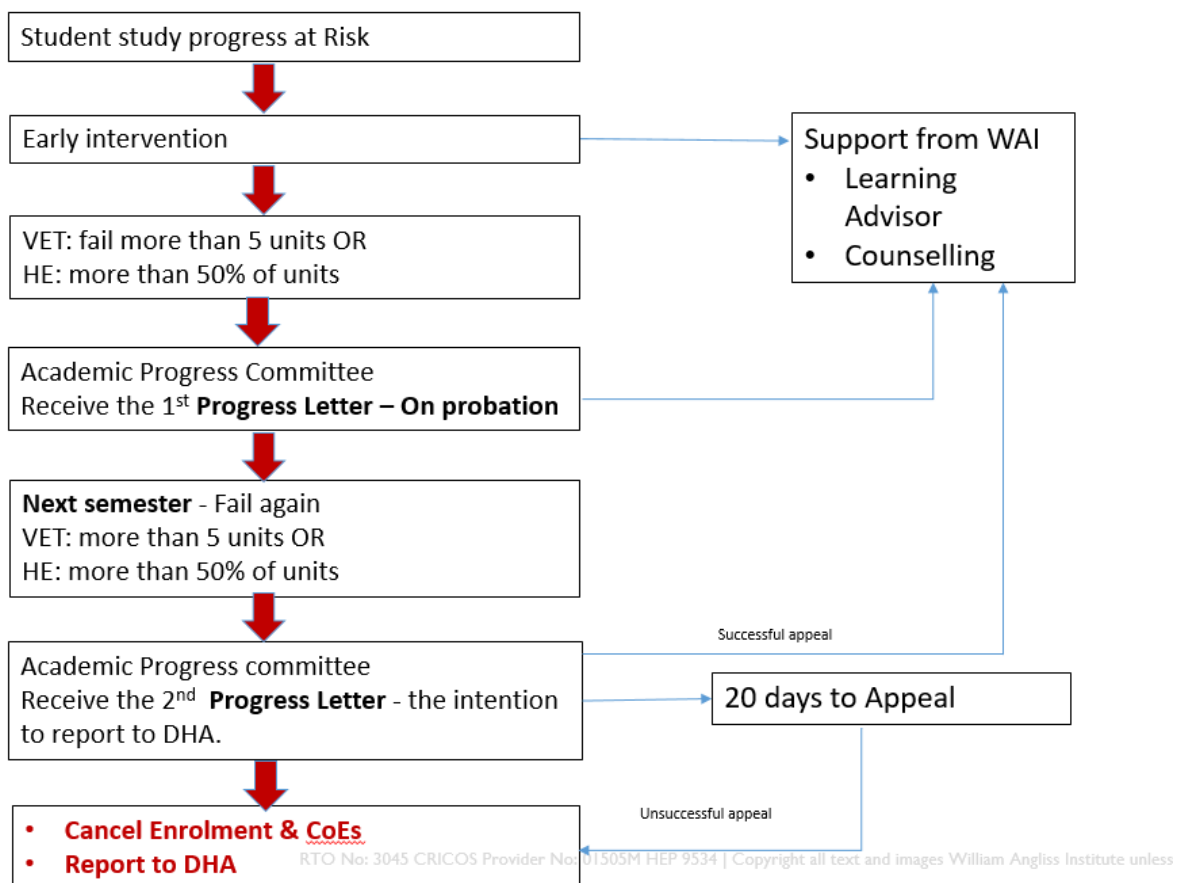 Student study progress at Risk
Early intervention
Support from WAI
• Learning
Advisor
• Counselling
VET: fail more than 5 units OR
HE: more than 50% of units
Academic Progress Committee
Receive the 1st Progress Letter – On probation
Next semester - Fail again
VET: more than 5 units OR
HE: more than 50% of units
Successful appeal
Academic Progress committee
Receive the 2nd Progress Letter - the intention
to report to DHA.
20 days to Appeal
Unsuccessful appeal
• Cancel Enrolment & CoEs
• Report to DHA
RTO No: 3045 CRICOS Provider No: 01505M HEP 9534 | Copyright all text and images William Angliss Institute unless